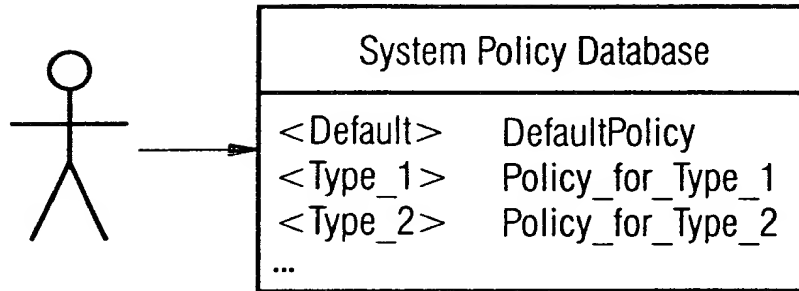 System Policy Database
<Default> DefaultPolicy
<Type_1> Policy_for_Type_1
<Type_2> Policy_for_Type_2
...